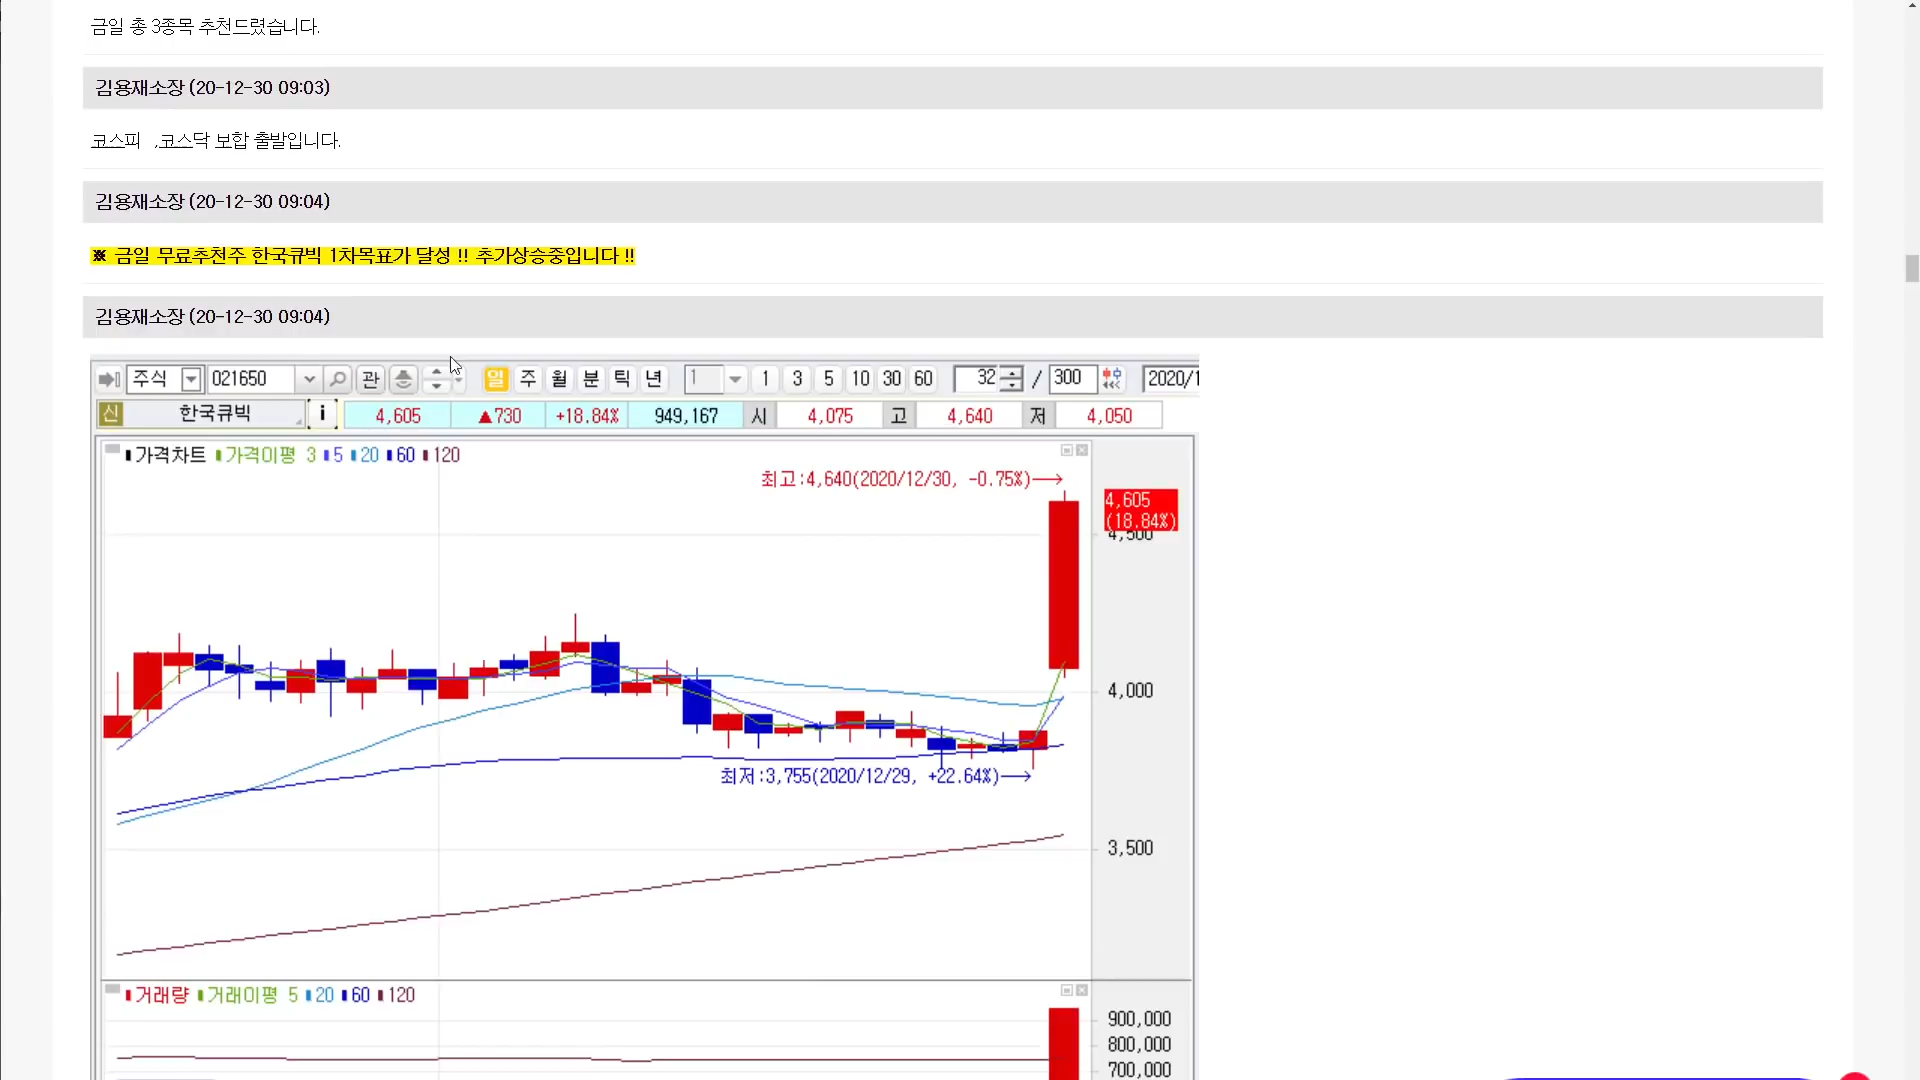 금일 총 3종목 추천드렸습니다.
김용재소장 (20-12-30 09:03)
코스피 ,코스닥 보합 출발입니다.
김용재소장 (20-12-30 09:04)
※ 금일 무료추천주 한국큐빅 1차목표가 달성 !! 추가상승중입니다 !!
김용재소장 (20-12-30 09:04)
주식 021650 관 일 주 월 분 틱 년 1 1 3 5 10 30 60 32 / 300 2020/1
신 한국큐빅 i 4,605 ▲730 +18.84% 949,167 시 4,075 고 4,640 저 4,050
가격차트 가격이평 3 5 20 60 120
최고:4,640(2020/12/30, -0.75%)→
4,605
(18.84%)
4,500
4,000
최저:3,755(2020/12/29, +22.64%)→
3,500
거래량 거래이평 5 20 60 120
900,000
800,000
700,000